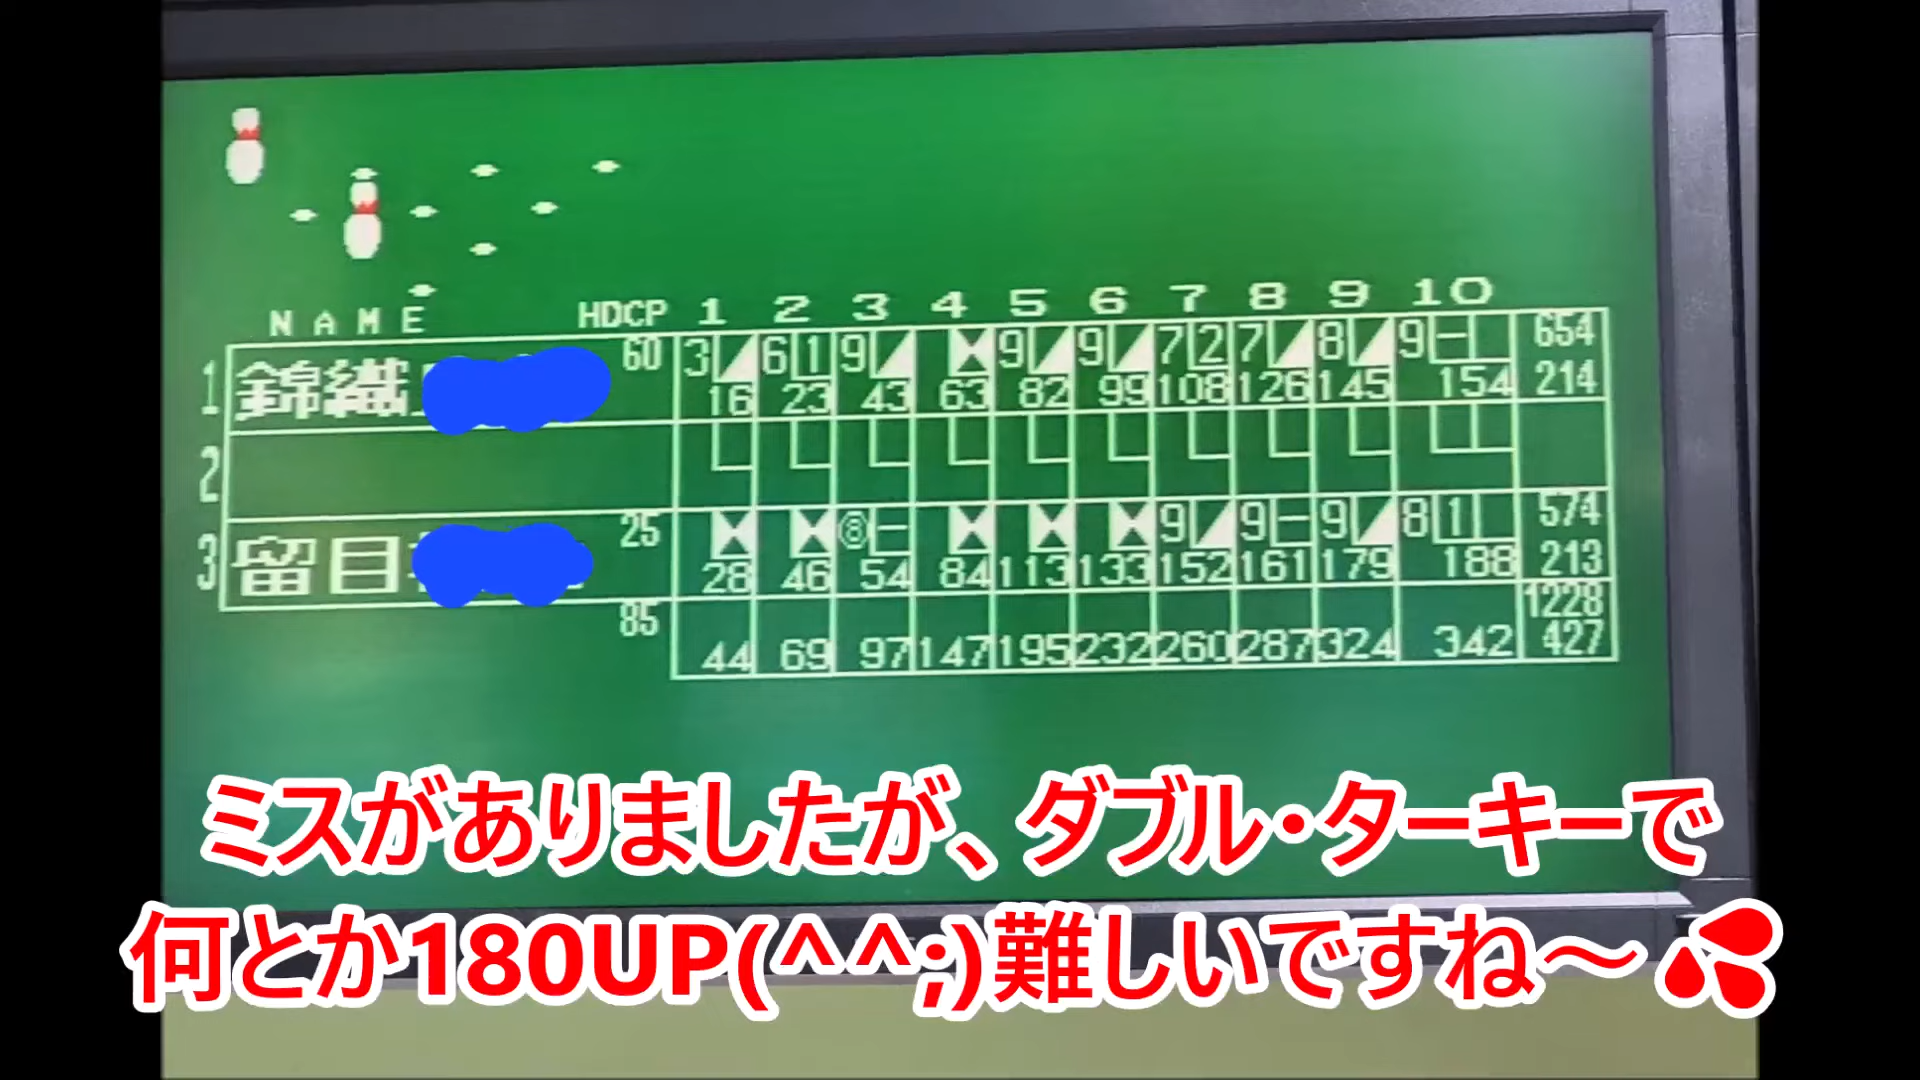 NAME HDCP 1 2 3 4 5 6 7 8 9 10
1 錦織 60 3 6 1 9 9 9 7 2 7 8 9 - 654
16 23 43 63 82 99 108 126 145 154 214
2
3 留目 25 ⑧ - 9 9 - 9 8 1 574
28 46 54 84 113 133 152 161 179 188 213
85 1228
44 69 97 147 195 232 260 287 324 342 427
ミスがありましたが、ダブル・ターキーで
何とか180UP(^^;)難しいですね～💦